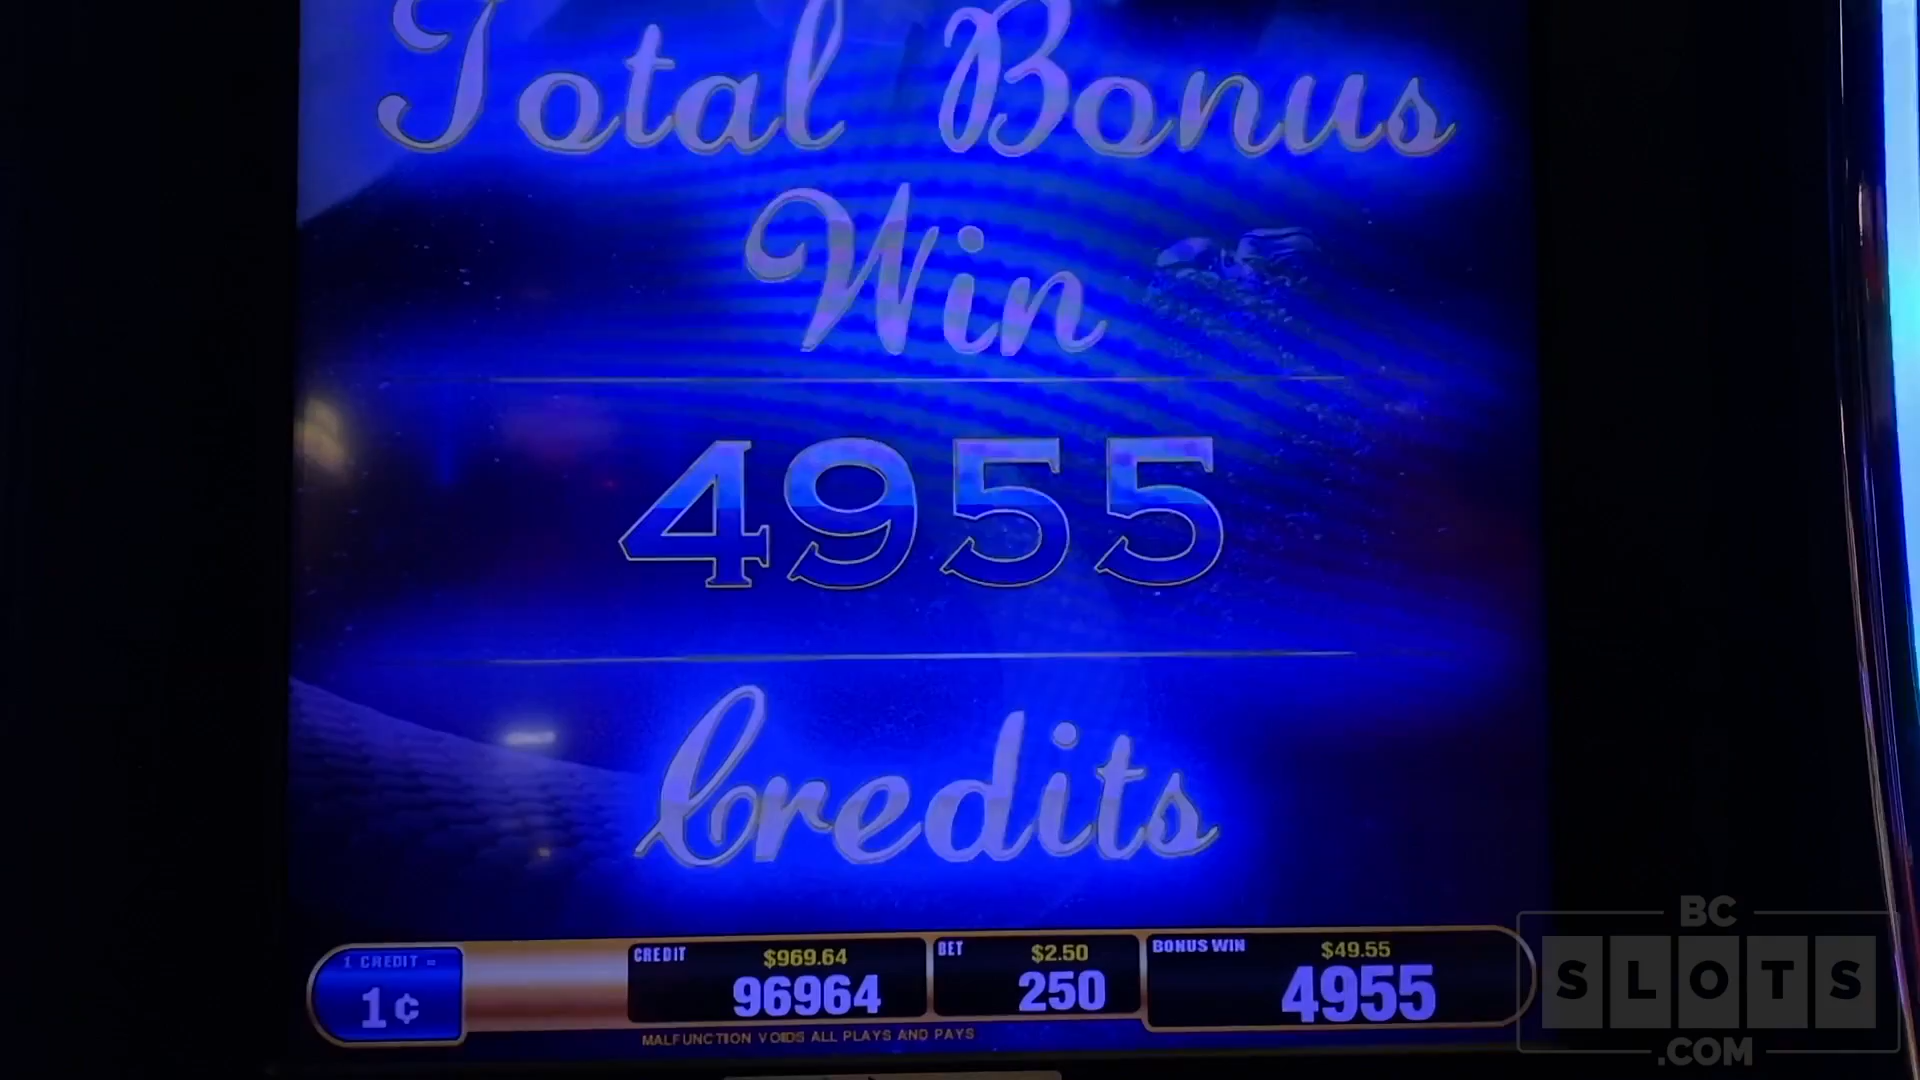 Total Bonus
Win
4955
Credits
1 CREDIT =
1¢
CREDIT
$969.64
96964
BET
$2.50
250
BONUS WIN
$49.55
4955
MALFUNCTION VOIDS ALL PLAYS AND PAYS
BC
SLOTS
.COM